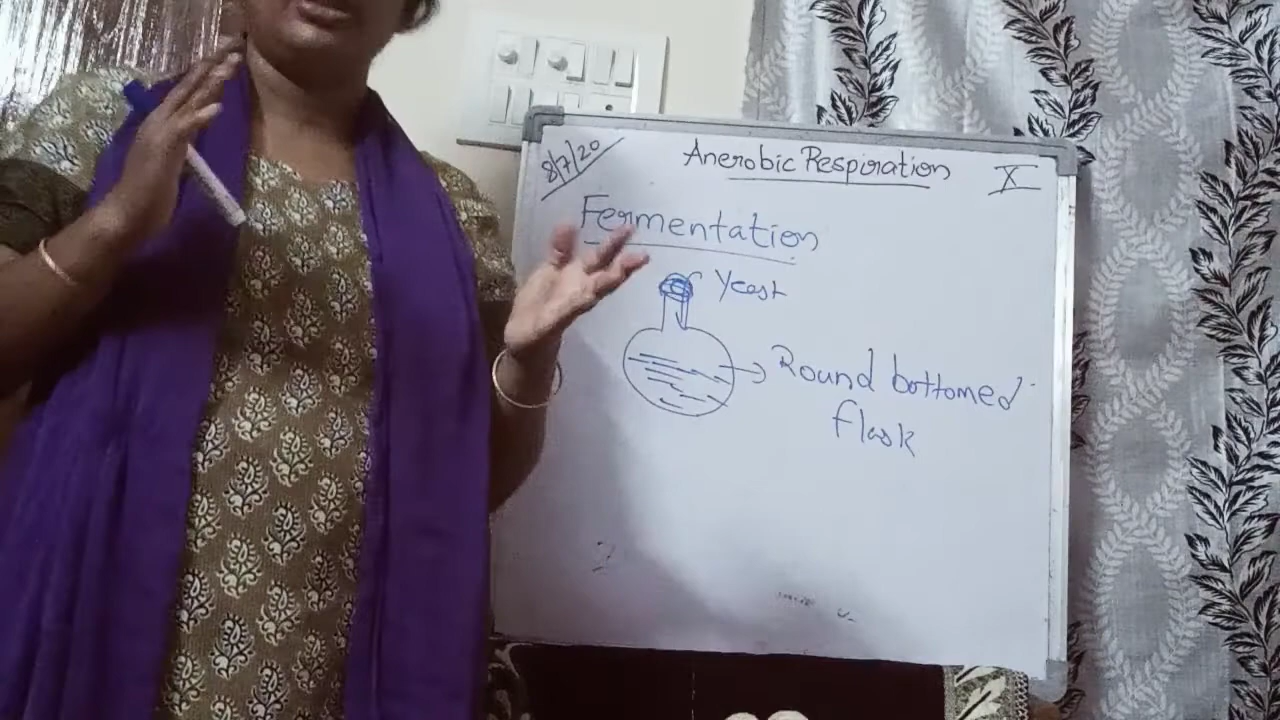 8/7/20
Anerobic Respiration
X
Fermentation
Yeast
Round bottomed
flask